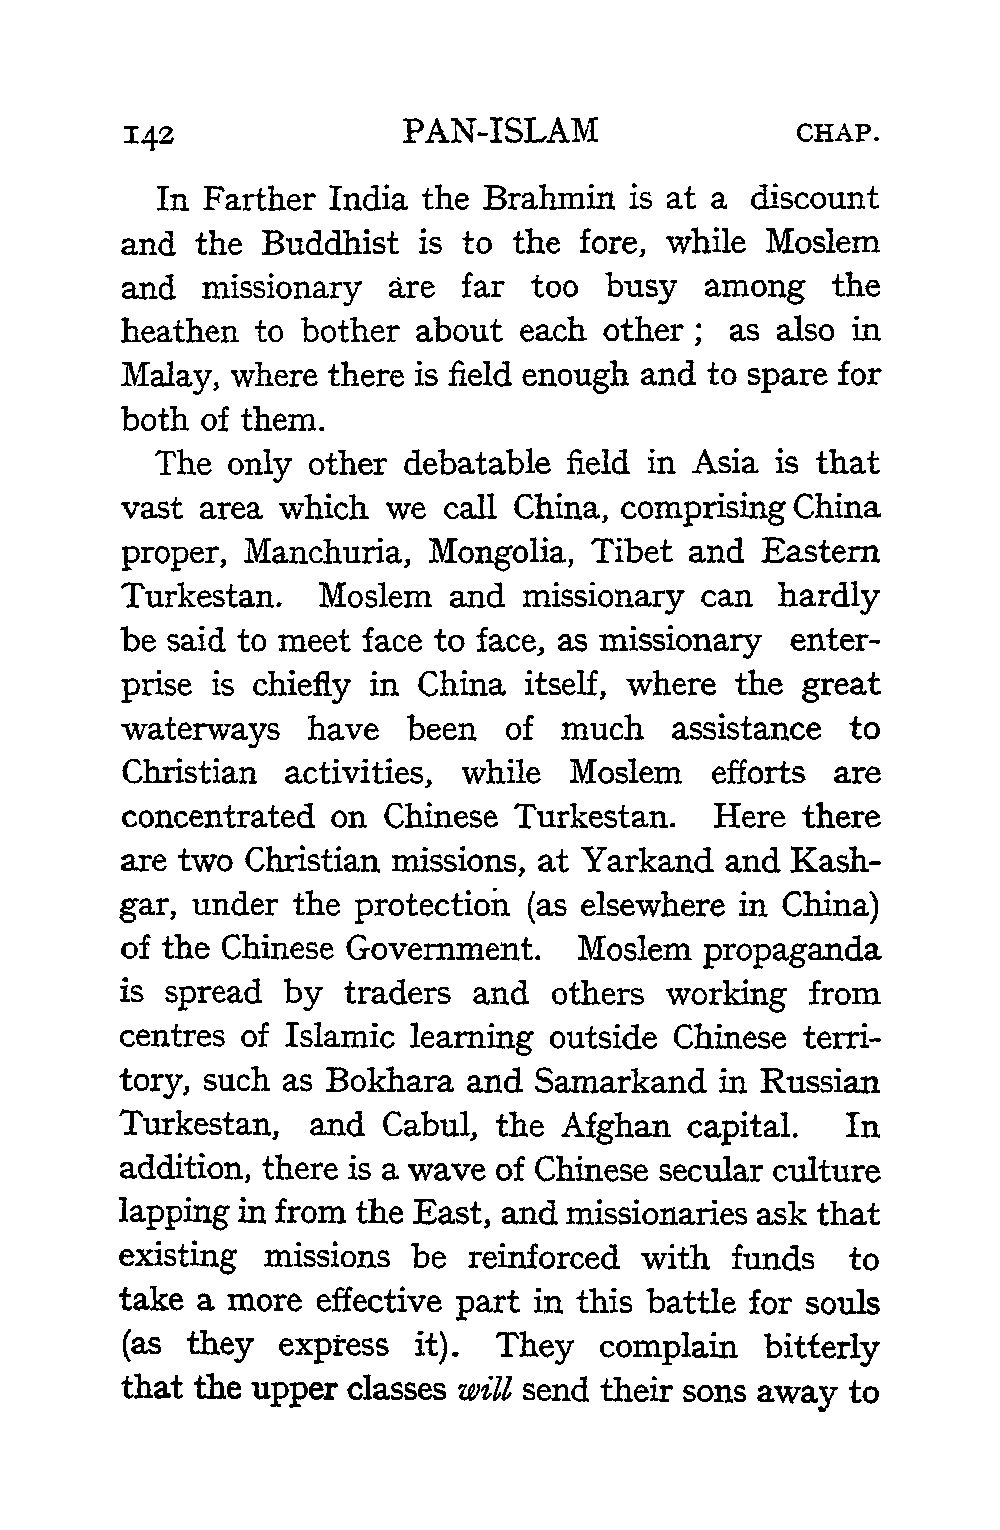 142 PAN-ISLAM CHAP.
In Farther India the Brahmin is at a discount
and the Buddhist is to the fore, while Moslem
and missionary are far too busy among the
heathen to bother about each other ; as also in
Malay, where there is field enough and to spare for
both of them.
The only other debatable field in Asia is that
vast area which we call China, comprising China
proper, Manchuria, Mongolia, Tibet and Eastern
Turkestan. Moslem and missionary can hardly
be said to meet face to face, as missionary enter-
prise is chiefly in China itself, where the great
waterways have been of much assistance to
Christian activities, while Moslem efforts are
concentrated on Chinese Turkestan. Here there
are two Christian missions, at Yarkand and Kash-
gar, under the protection (as elsewhere in China)
of the Chinese Government. Moslem propaganda
is spread by traders and others working from
centres of Islamic learning outside Chinese terri-
tory, such as Bokhara and Samarkand in Russian
Turkestan, and Cabul, the Afghan capital. In
addition, there is a wave of Chinese secular culture
lapping in from the East, and missionaries ask that
existing missions be reinforced with funds to
take a more effective part in this battle for souls
(as they express it). They complain bitterly
that the upper classes will send their sons away to